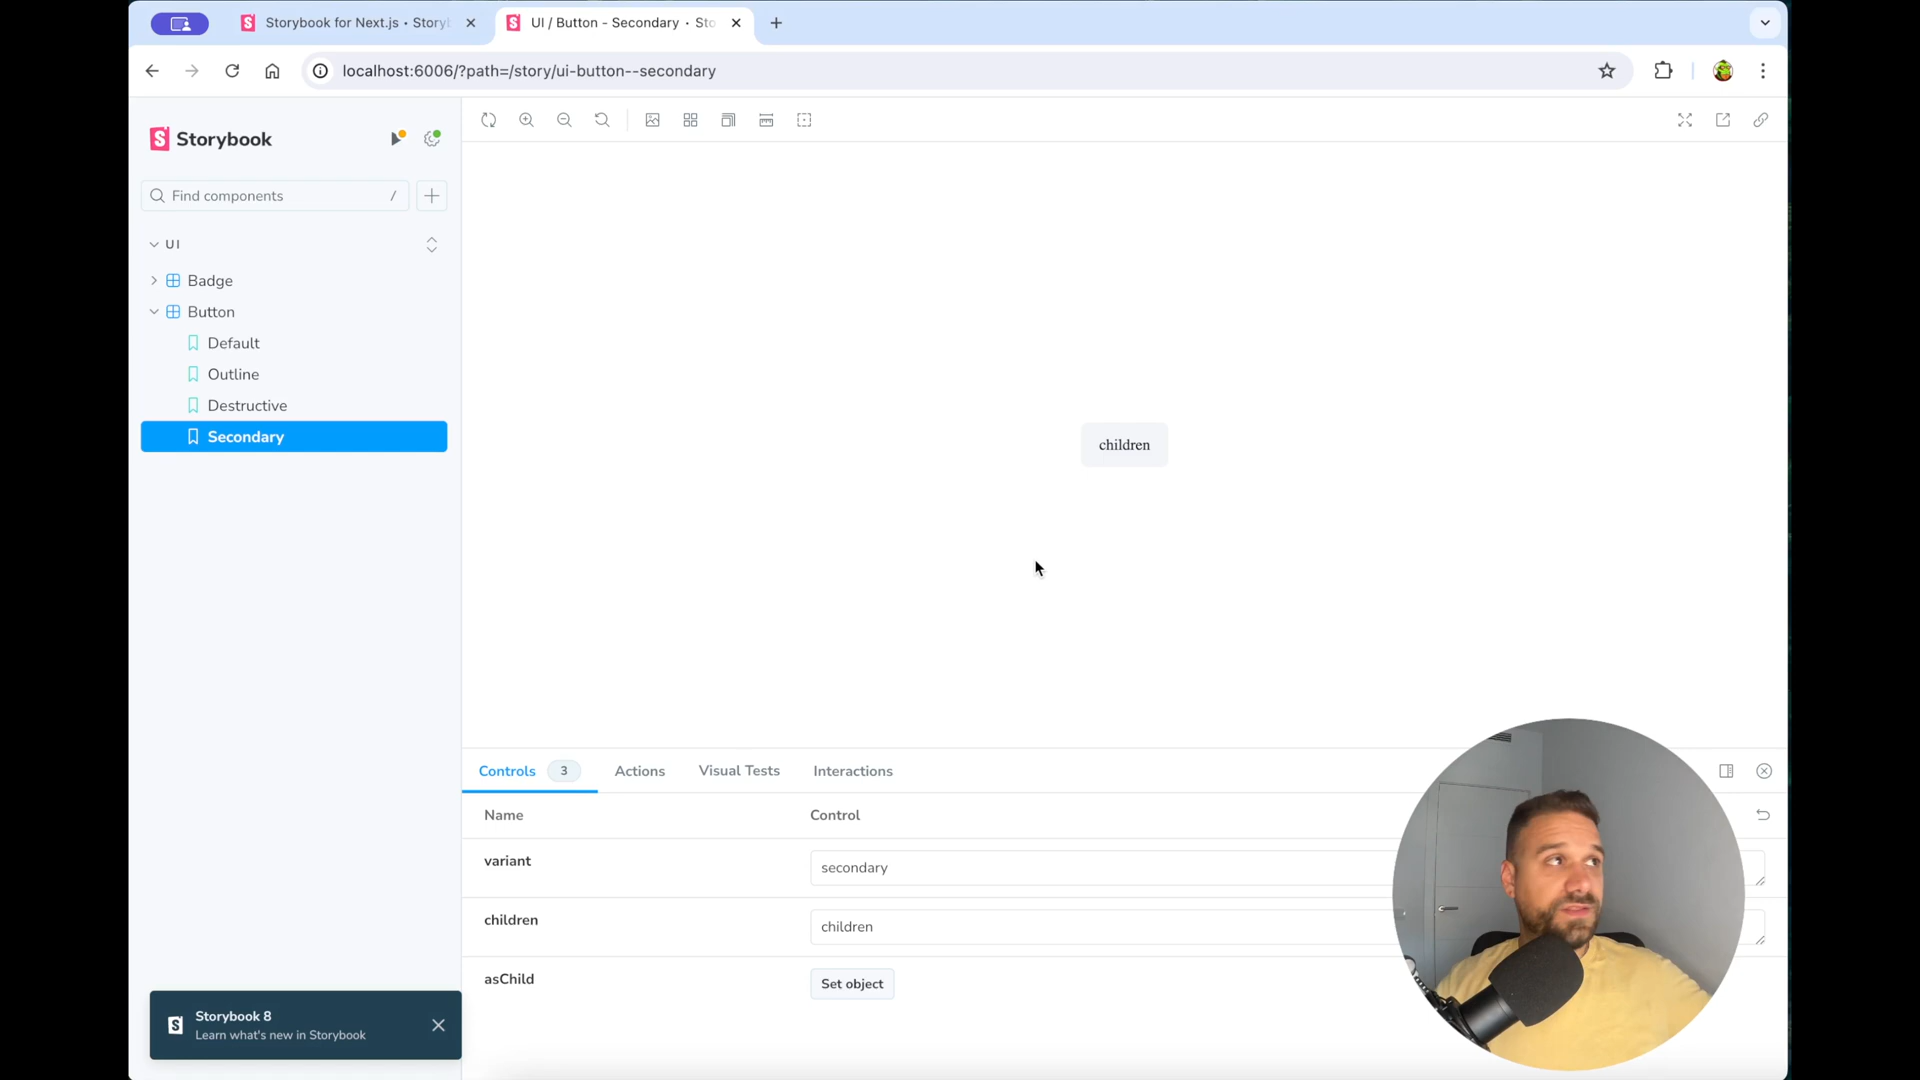 Storybook for Next.js • Story
UI / Button - Secondary • Sto
localhost:6006/?path=/story/ui-button--secondary
Storybook
Find components /
UI
Badge
Button
Default
Outline
Destructive
Secondary
children
Controls 3 Actions Visual Tests Interactions
Name Control
variant secondary
children children
asChild Set object
Storybook 8
Learn what's new in Storybook